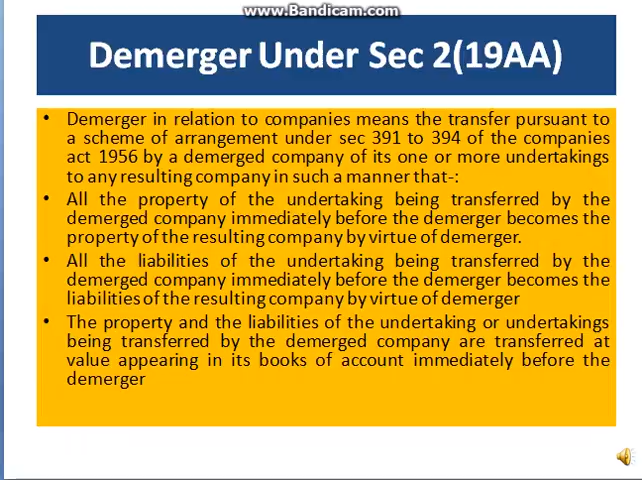 www.Bandicam.com
Demerger Under Sec 2(19AA)
• Demerger in relation to companies means the transfer pursuant to
a scheme of arrangement under sec 391 to 394 of the companies
act 1956 by a demerged company of its one or more undertakings
to any resulting company in such a manner that-:
• All the property of the undertaking being transferred by the
demerged company immediately before the demerger becomes the
property of the resulting company by virtue of demerger.
• All the liabilities of the undertaking being transferred by the
demerged company immediately before the demerger becomes the
liabilities of the resulting company by virtue of demerger
• The property and the liabilities of the undertaking or undertakings
being transferred by the demerged company are transferred at
value appearing in its books of account immediately before the
demerger